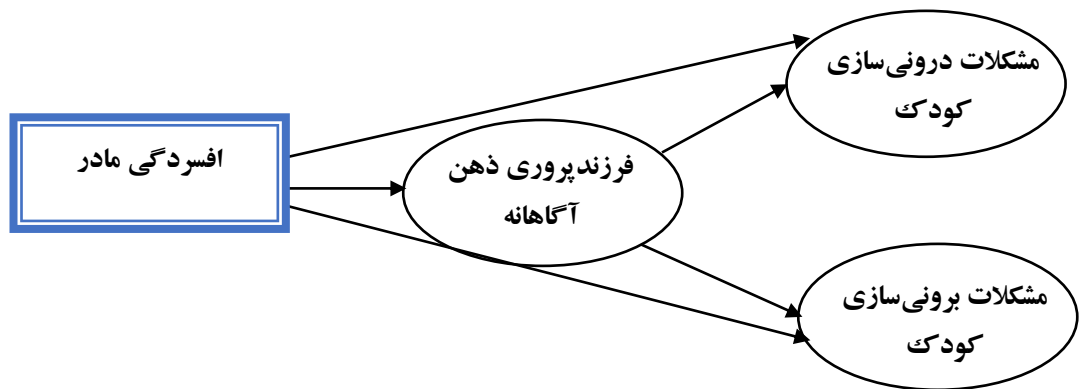 مشکلات درونی‌سازی
کودک
افسردگی مادر
فرزندپروری ذهن
آگاهانه
مشکلات برونی‌سازی
کودک